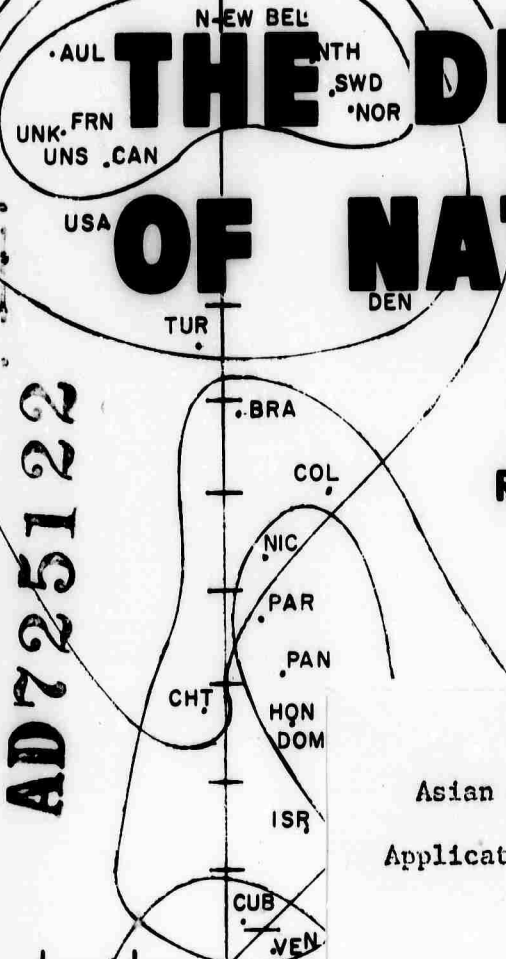 NEW BEL
AUL
NTH
THE
SWD
NOR
FRN
UNK
UNS
CAN
USA
OF NA
DEN
TUR
BRA
COL
NIC
PAR
PAN
CHT
HON
DOM
Asian
ISR
Applicat
CUB
VEN
AD725122